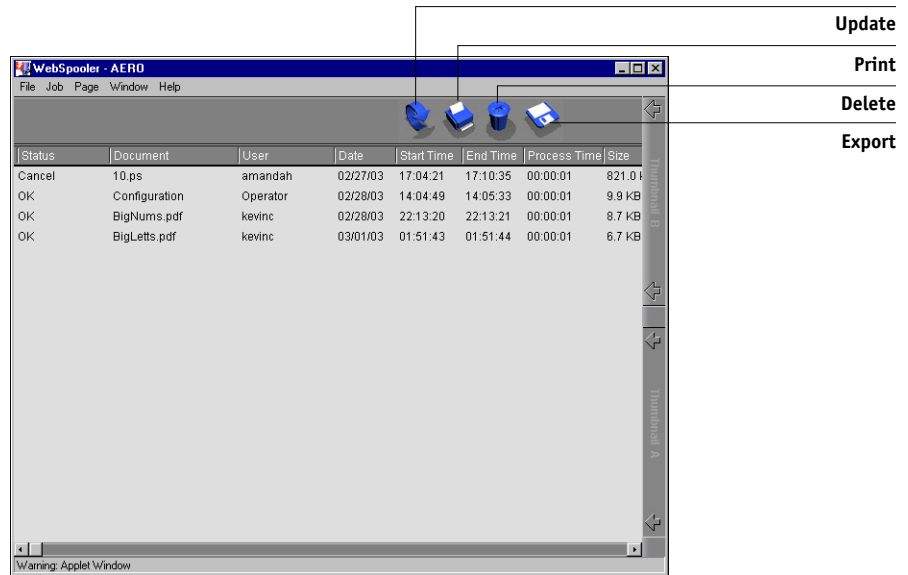 Update
Print
Delete
Export
WebSpooler - AERO
File Job Page Window Help
Status Document User Date Start Time End Time Process Time Size
Cancel 10.ps amandah 02/27/03 17:04:21 17:10:35 00:00:01 821.0
OK Configuration Operator 02/28/03 14:04:49 14:05:33 00:00:01 9.9 KB
OK BigNums.pdf kevinc 02/28/03 22:13:20 22:13:21 00:00:01 8.7 KB
OK BigLetts.pdf kevinc 03/01/03 01:51:43 01:51:44 00:00:01 6.7 KB
Thumbnail B
Thumbnail A
Warning: Applet Window